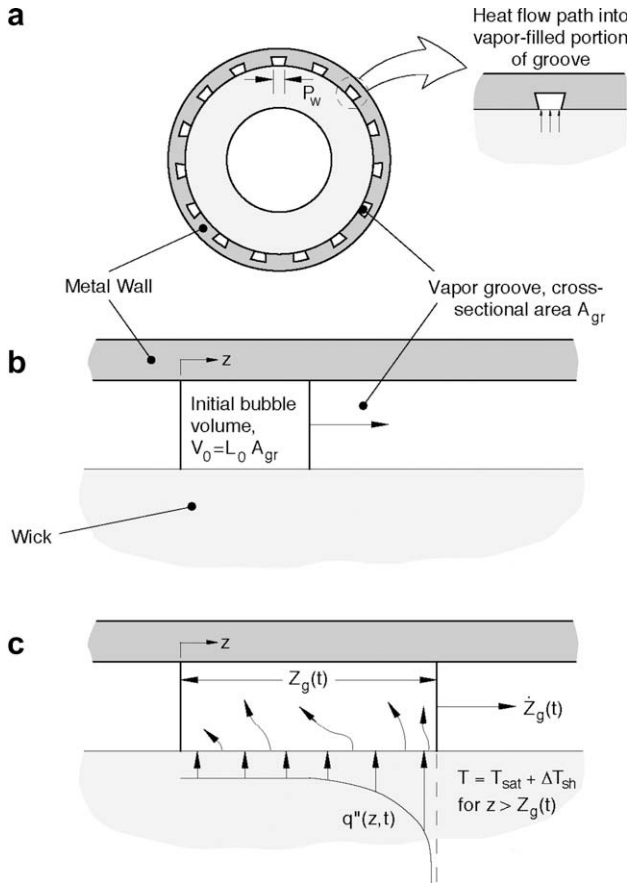 a
Heat flow path into
vapor-filled portion
of groove
P_w
Metal Wall
Vapor groove, cross-
sectional area A_gr
b
z
Initial bubble
volume,
V_0=L_0 A_gr
Wick
c
z
Z_g(t)
Ż_g(t)
T = T_sat + ΔT_sh
for z > Z_g(t)
q"(z,t)